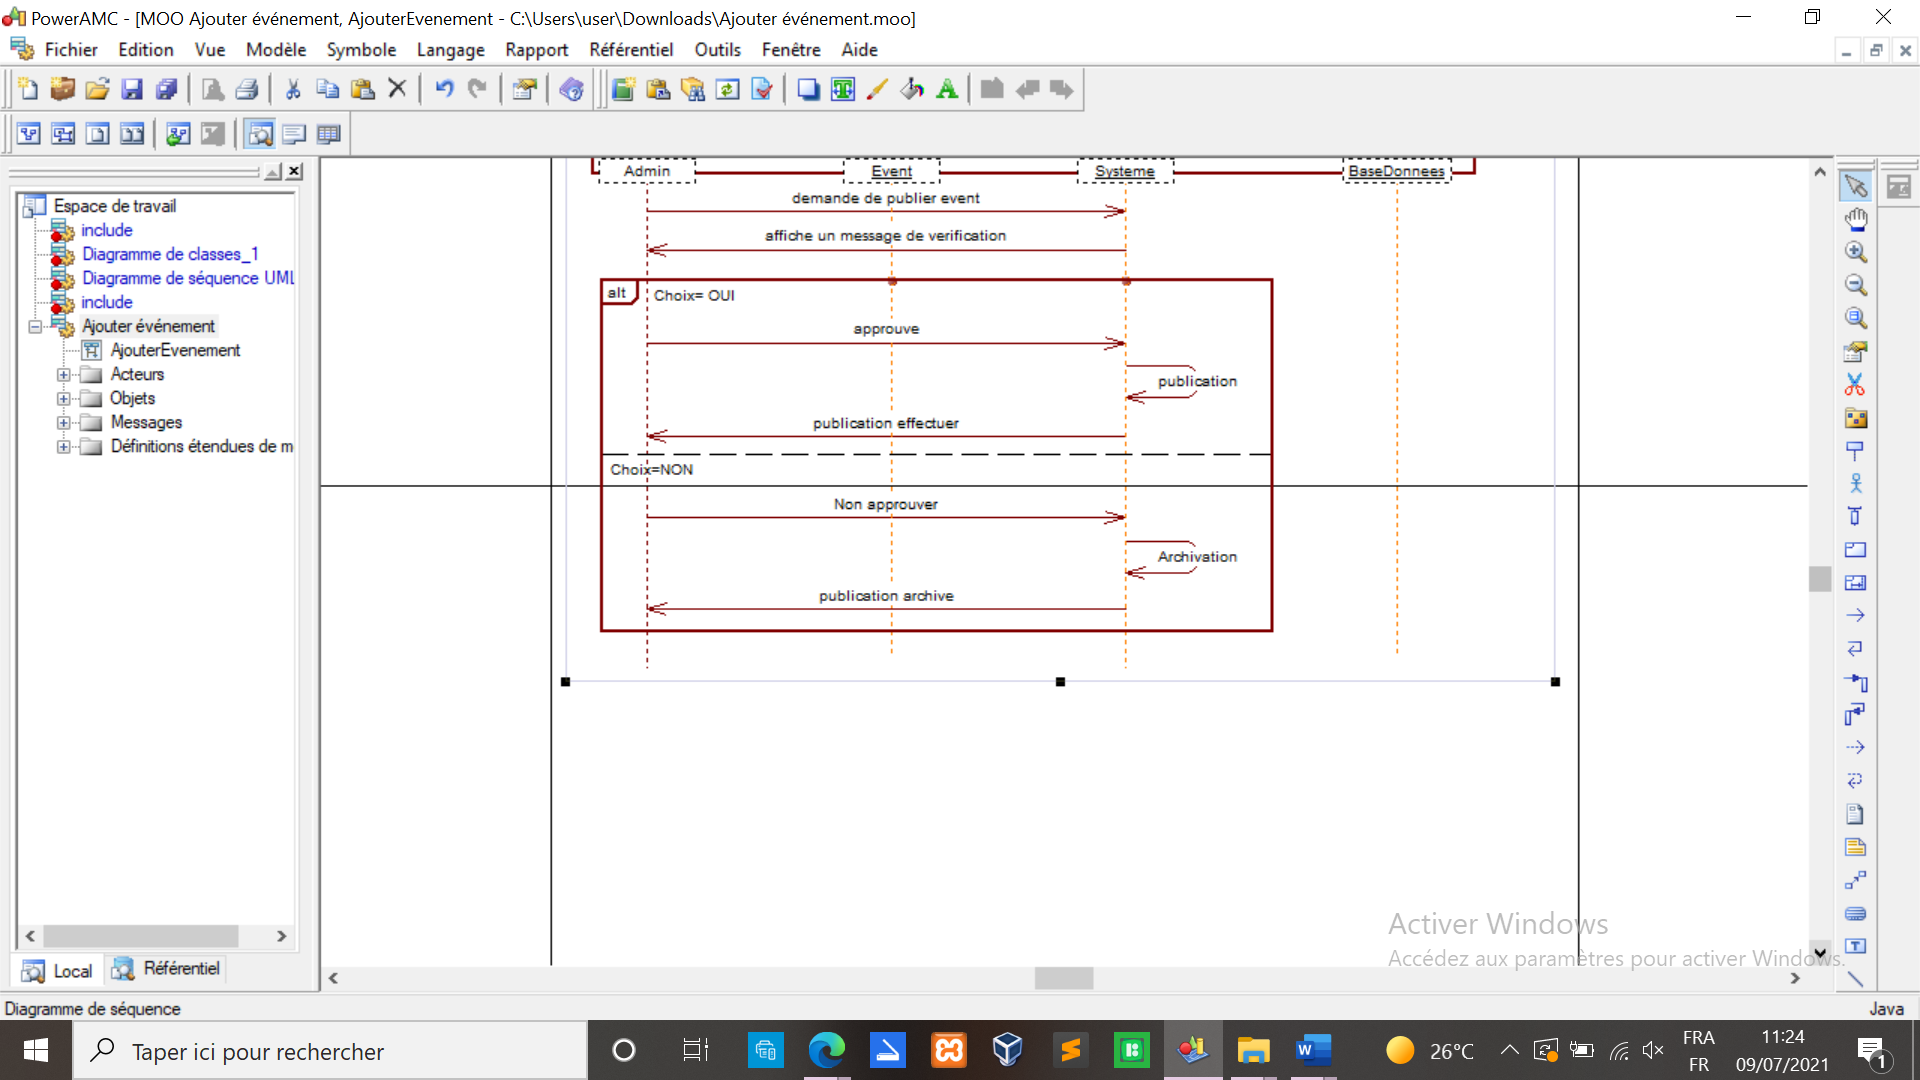 PowerAMC - [MOO Ajouter événement, AjouterEvenement - C:\Users\user\Downloads\Ajouter événement.moo]
Fichier Edition Vue Modèle Symbole Langage Rapport Référentiel Outils Fenêtre Aide
Espace de travail
include
Diagramme de classes_1
Diagramme de séquence UML
include
Ajouter événement
AjouterEvenement
Acteurs
Objets
Messages
Définitions étendues de m
Local Référentiel
Admin Event Systeme BaseDonnees
demande de publier event
affiche un message de verification
alt Choix= OUI
approuve
publication
publication effectuer
Choix=NON
Non approuver
Archivation
publication archive
Activer Windows
Accédez aux paramètres pour activer Windows.
Diagramme de séquence Java
Taper ici pour rechercher
26°C
FRA
FR
11:24
09/07/2021
1